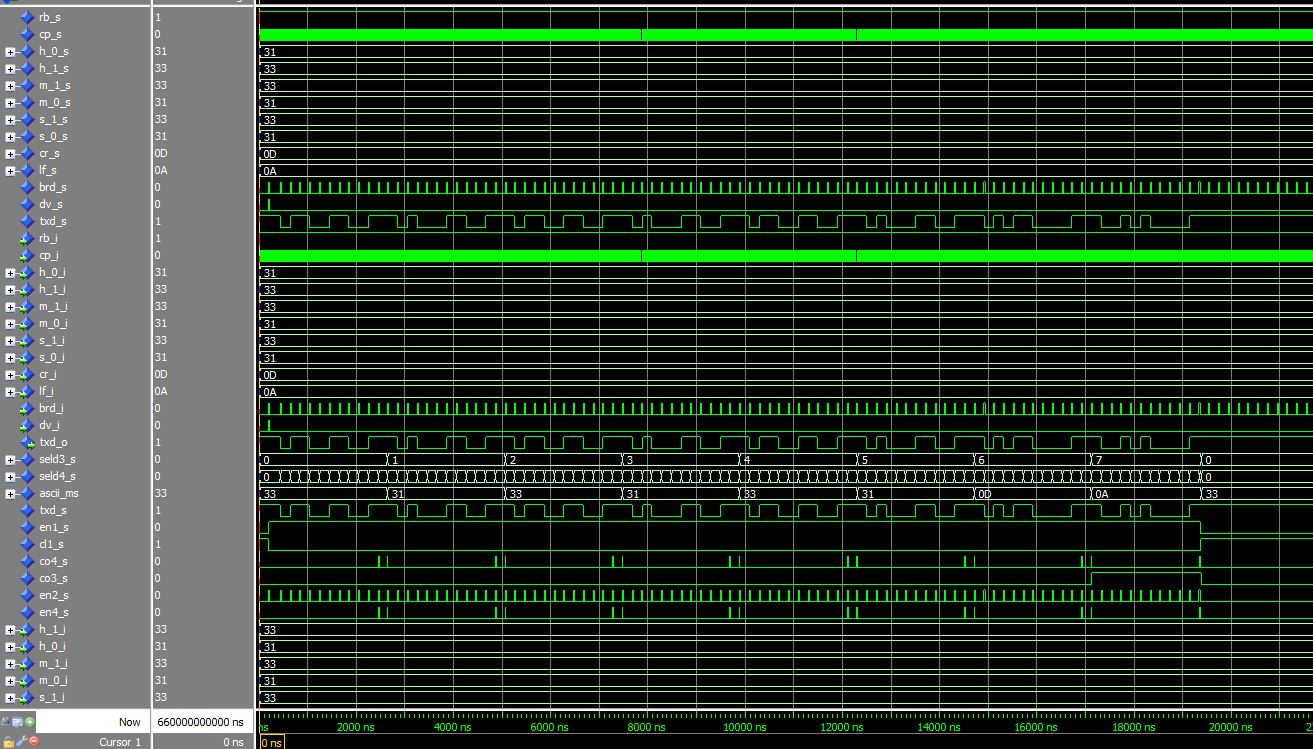 rb_s 1
cp_s 0
h_0_s 31 31
h_1_s 33 33
m_1_s 33 33
m_0_s 31 31
s_1_s 33 33
s_0_s 31 31
cr_s 0D 0D
lf_s 0A 0A
brd_s 0
dv_s 0
txd_s 1
rb_i 1
cp_i 0
h_0_i 31 31
h_1_i 33 33
m_1_i 33 33
m_0_i 31 31
s_1_i 33 33
s_0_i 31 31
cr_i 0D 0D
lf_i 0A 0A
brd_i 0
dv_i 0
txd_o 1
seld3_s 0 0 1 2 3 4 5 6 7 0
seld4_s 0 0 0
ascii_ms 33 33 31 33 31 33 31 0D 0A 33
txd_s 1
en1_s 0
cl1_s 1
co4_s 0
co3_s 0
en2_s 0
en4_s 0
h_1_i 33 33
h_0_i 31 31
m_1_i 33 33
m_0_i 31 31
s_1_i 33 33
Now 660000000000 ns ns 2000 ns 4000 ns 6000 ns 8000 ns 10000 ns 12000 ns 14000 ns 16000 ns 18000 ns 20000 ns 2
Cursor 1 0 ns 0 ns